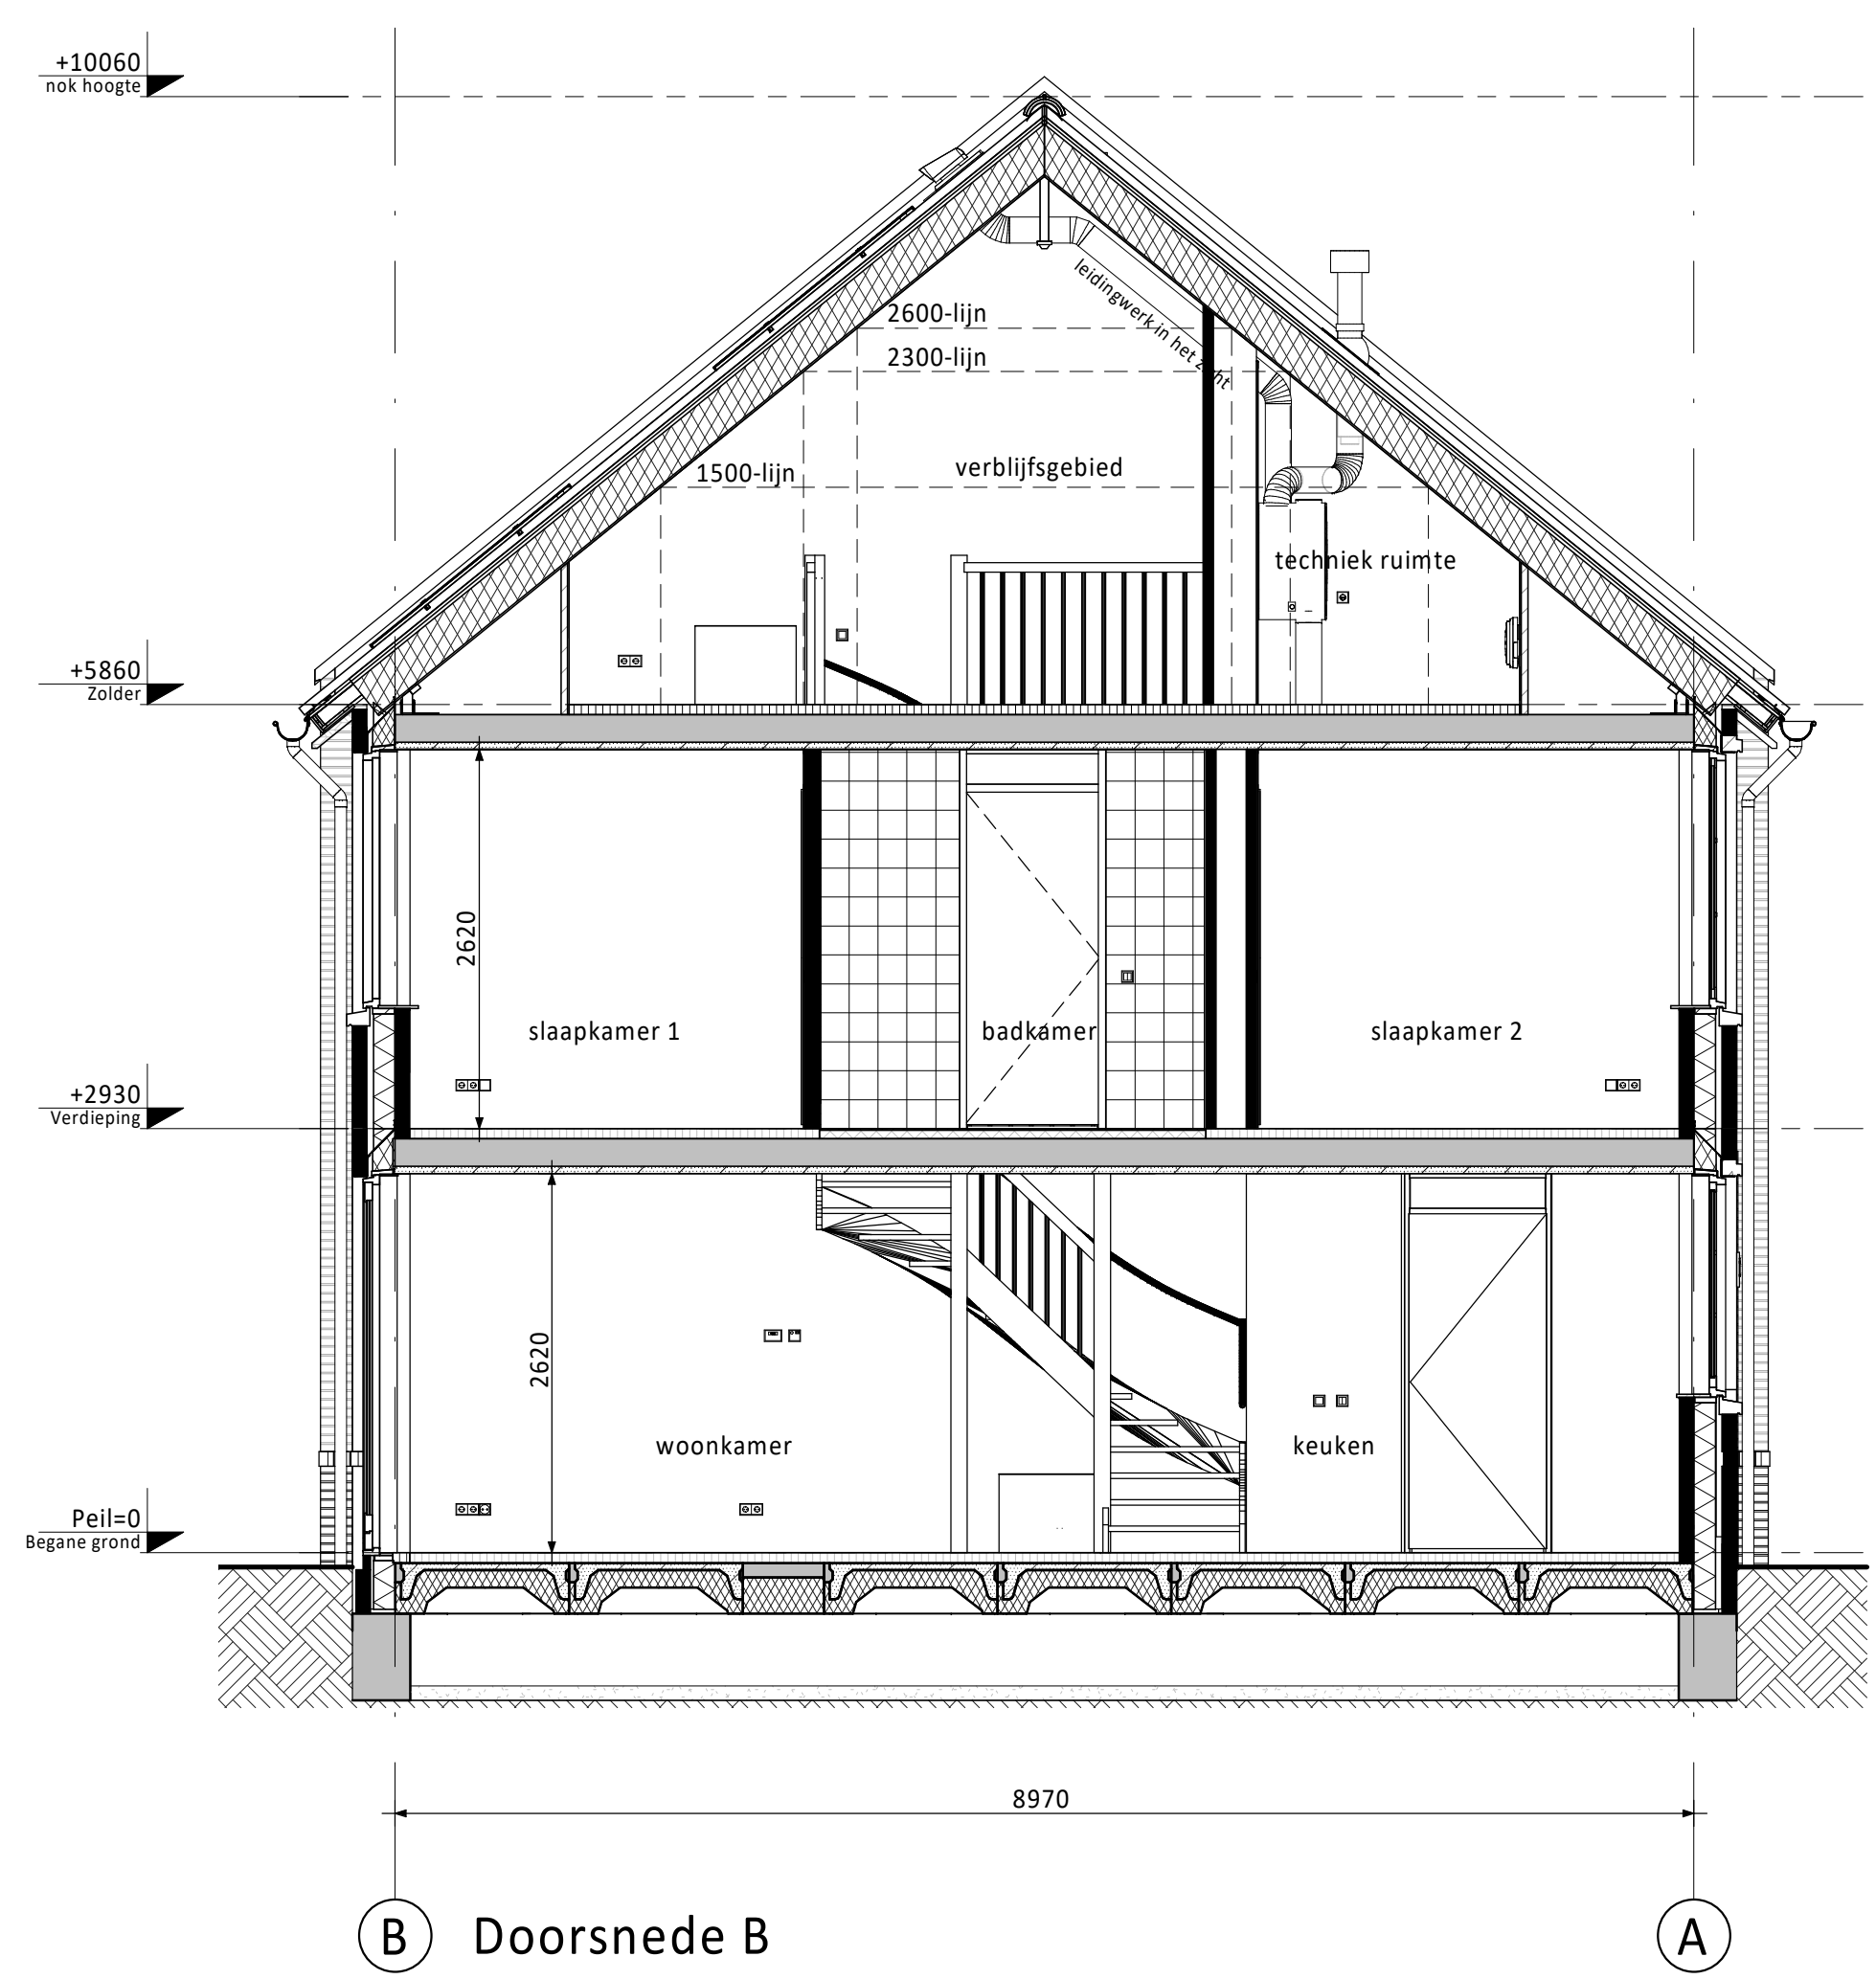 +10060
nok hoogte
leidingwerk in het zicht
2600-lijn
2300-lijn
1500-lijn
verblijfsgebied
techniek ruimte
+5860
Zolder
2620
slaapkamer 1
badkamer
slaapkamer 2
+2930
Verdieping
2620
woonkamer
keuken
Peil=0
Begane grond
8970
B
Doorsnede B
A